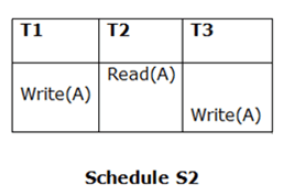 T1 T2 T3
Read(A)
Write(A)
Write(A)
Schedule S2